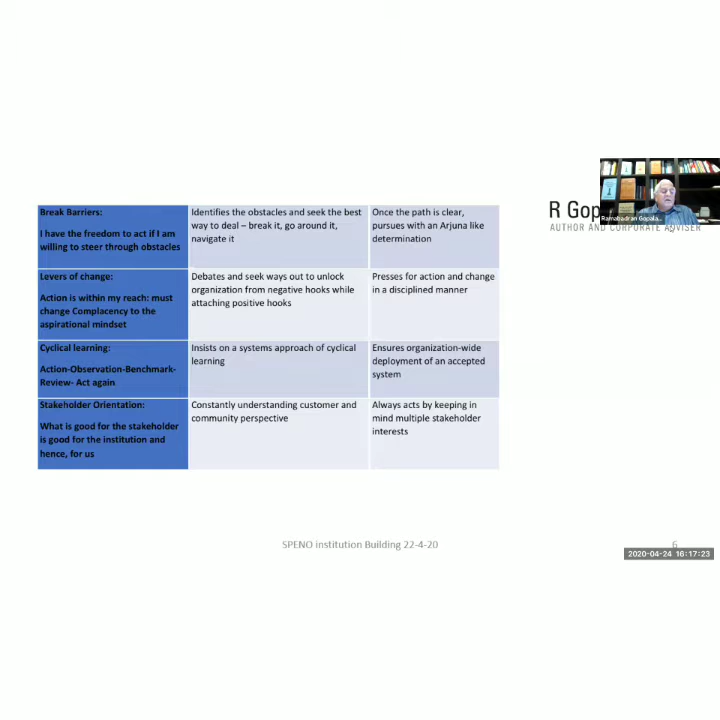 Break Barriers:
I have the freedom to act if I am
willing to steer through obstacles
Identifies the obstacles and seek the best
way to deal – break it, go around it,
navigate it
Once the path is clear,
pursues with an Arjuna like
determination
Levers of change:
Action is within my reach: must
change Complacency to the
aspirational mindset
Debates and seek ways out to unlock
organization from negative hooks while
attaching positive hooks
Presses for action and change
in a disciplined manner
Cyclical learning:
Action-Observation-Benchmark-
Review- Act again
Insists on a systems approach of cyclical
learning
Ensures organization-wide
deployment of an accepted
system
Stakeholder Orientation:
What is good for the stakeholder
is good for the institution and
hence, for us
Constantly understanding customer and
community perspective
Always acts by keeping in
mind multiple stakeholder
interests
R Gop
Ramabadran Gopala...
AUTHOR AND CORPORATE ADVISER
SPENO institution Building 22-4-20
6
2020-04-24 16:17:23